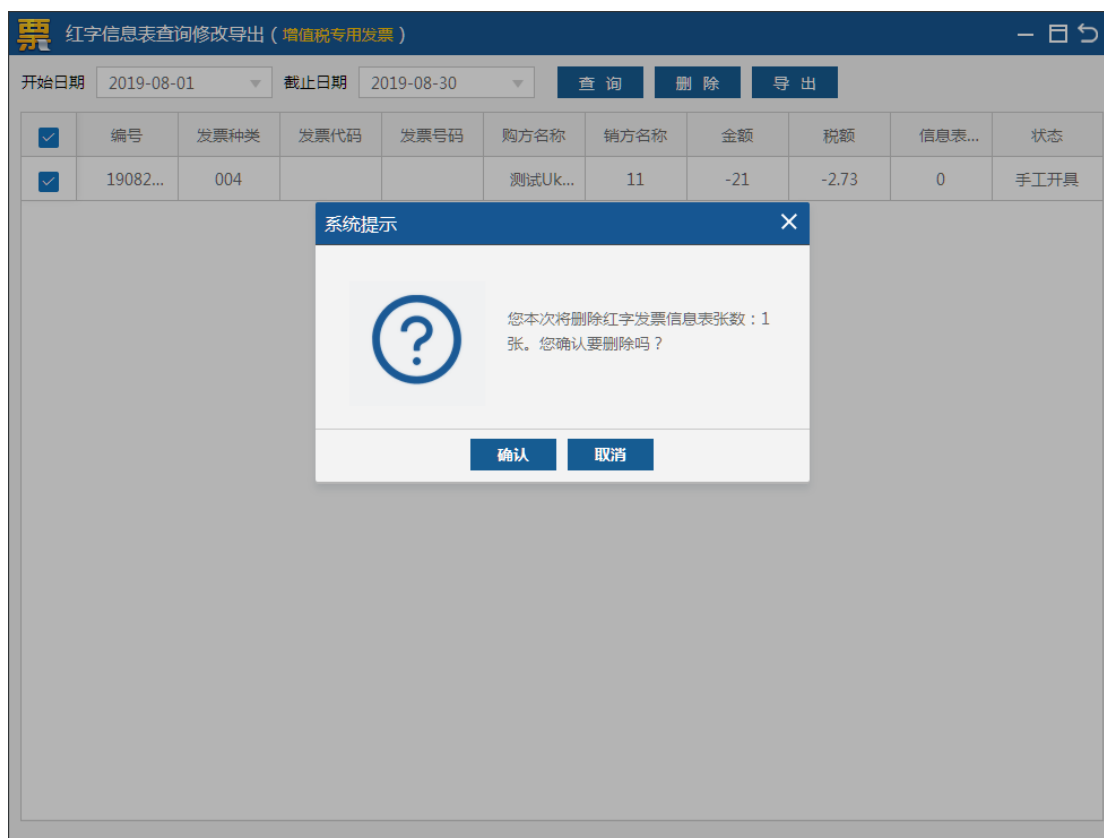 票 红字信息表查询修改导出（增值税专用发票）
开始日期 2019-08-01 截止日期 2019-08-30 查 询 删 除 导 出
编号 发票种类 发票代码 发票号码 购方名称 销方名称 金额 税额 信息表... 状态
19082... 004 测试Uk... 11 -21 -2.73 0 手工开具
系统提示
您本次将删除红字发票信息表张数：1
张。您确认要删除吗？
确认 取消